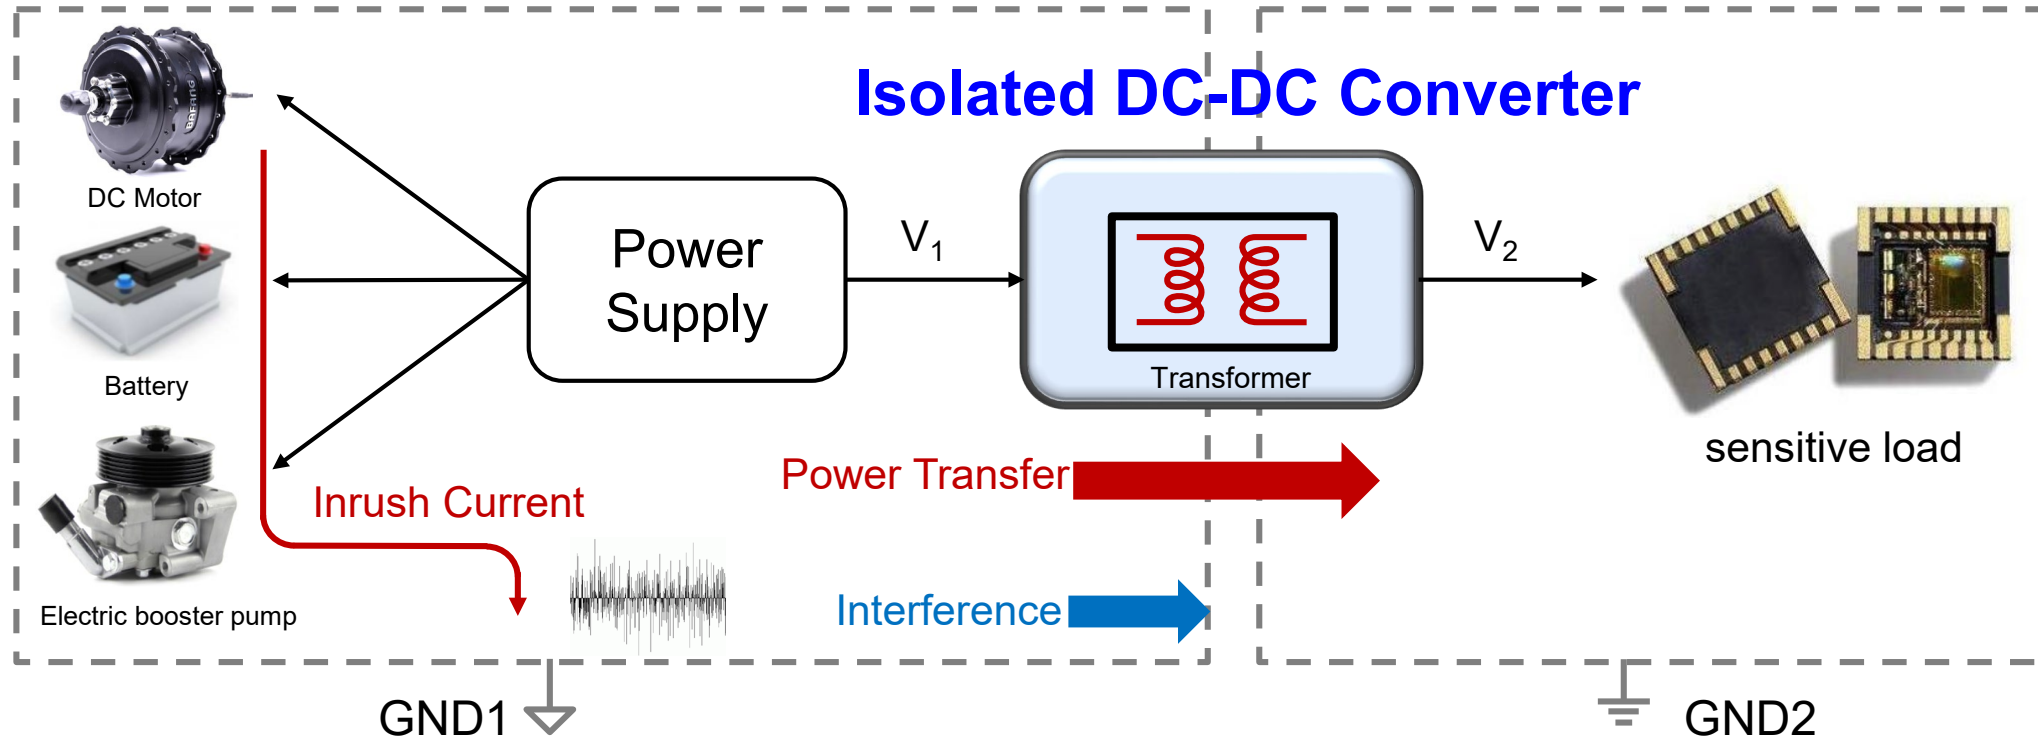 Isolated DC-DC Converter
BAFANG
DC Motor
Power
Supply
V1
V2
Transformer
Battery
sensitive load
Power Transfer
Inrush Current
Interference
Electric booster pump
GND1
GND2